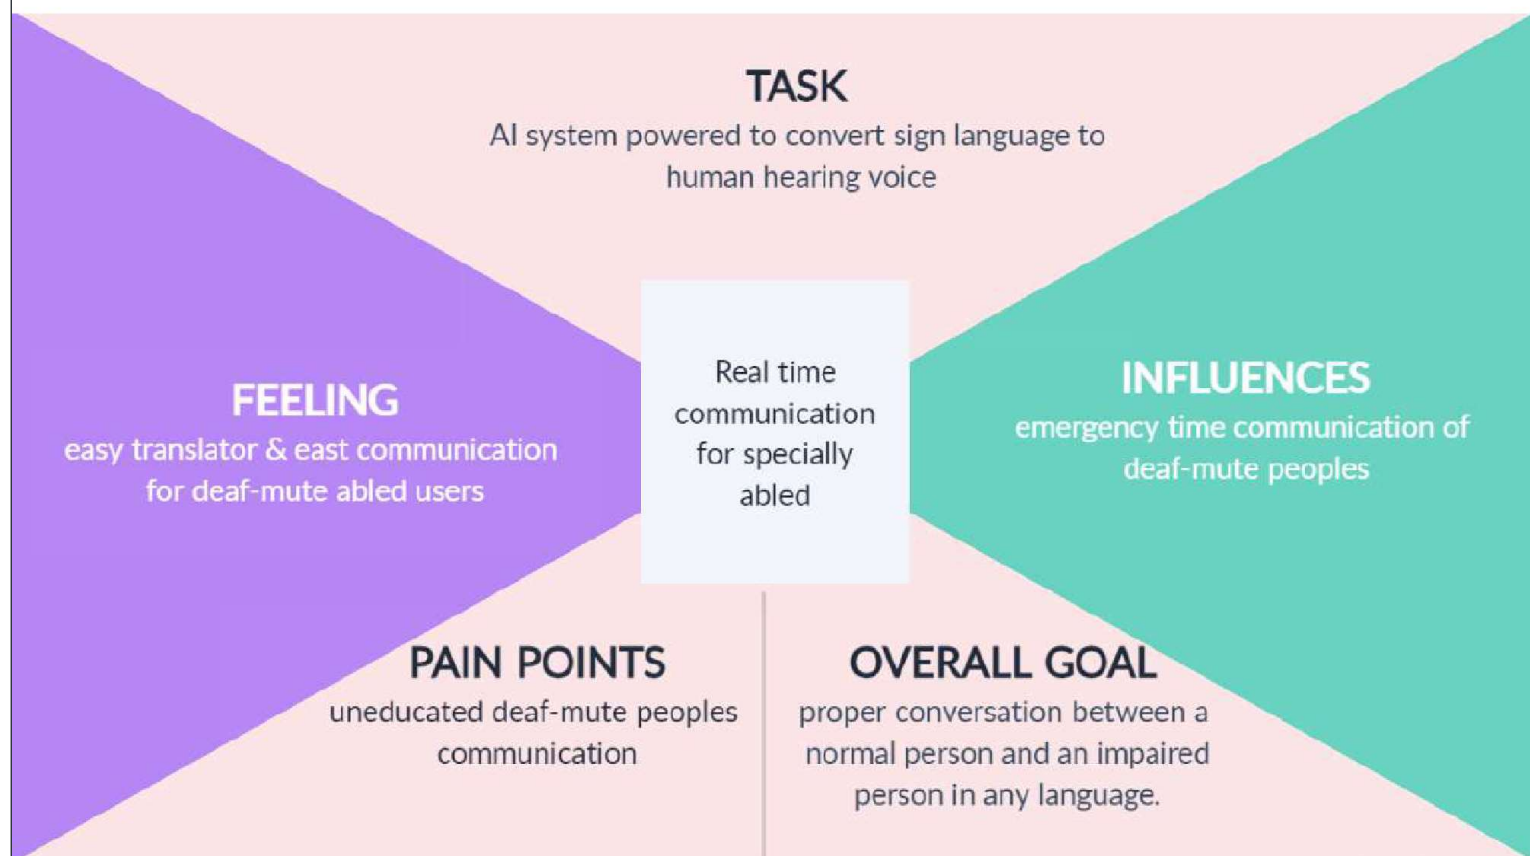 TASK
AI system powered to convert sign language to
human hearing voice
FEELING
easy translator & east communication
for deaf-mute abled users
Real time
communication
for specially
abled
INFLUENCES
emergency time communication of
deaf-mute peoples
PAIN POINTS
uneducated deaf-mute peoples
communication
OVERALL GOAL
proper conversation between a
normal person and an impaired
person in any language.